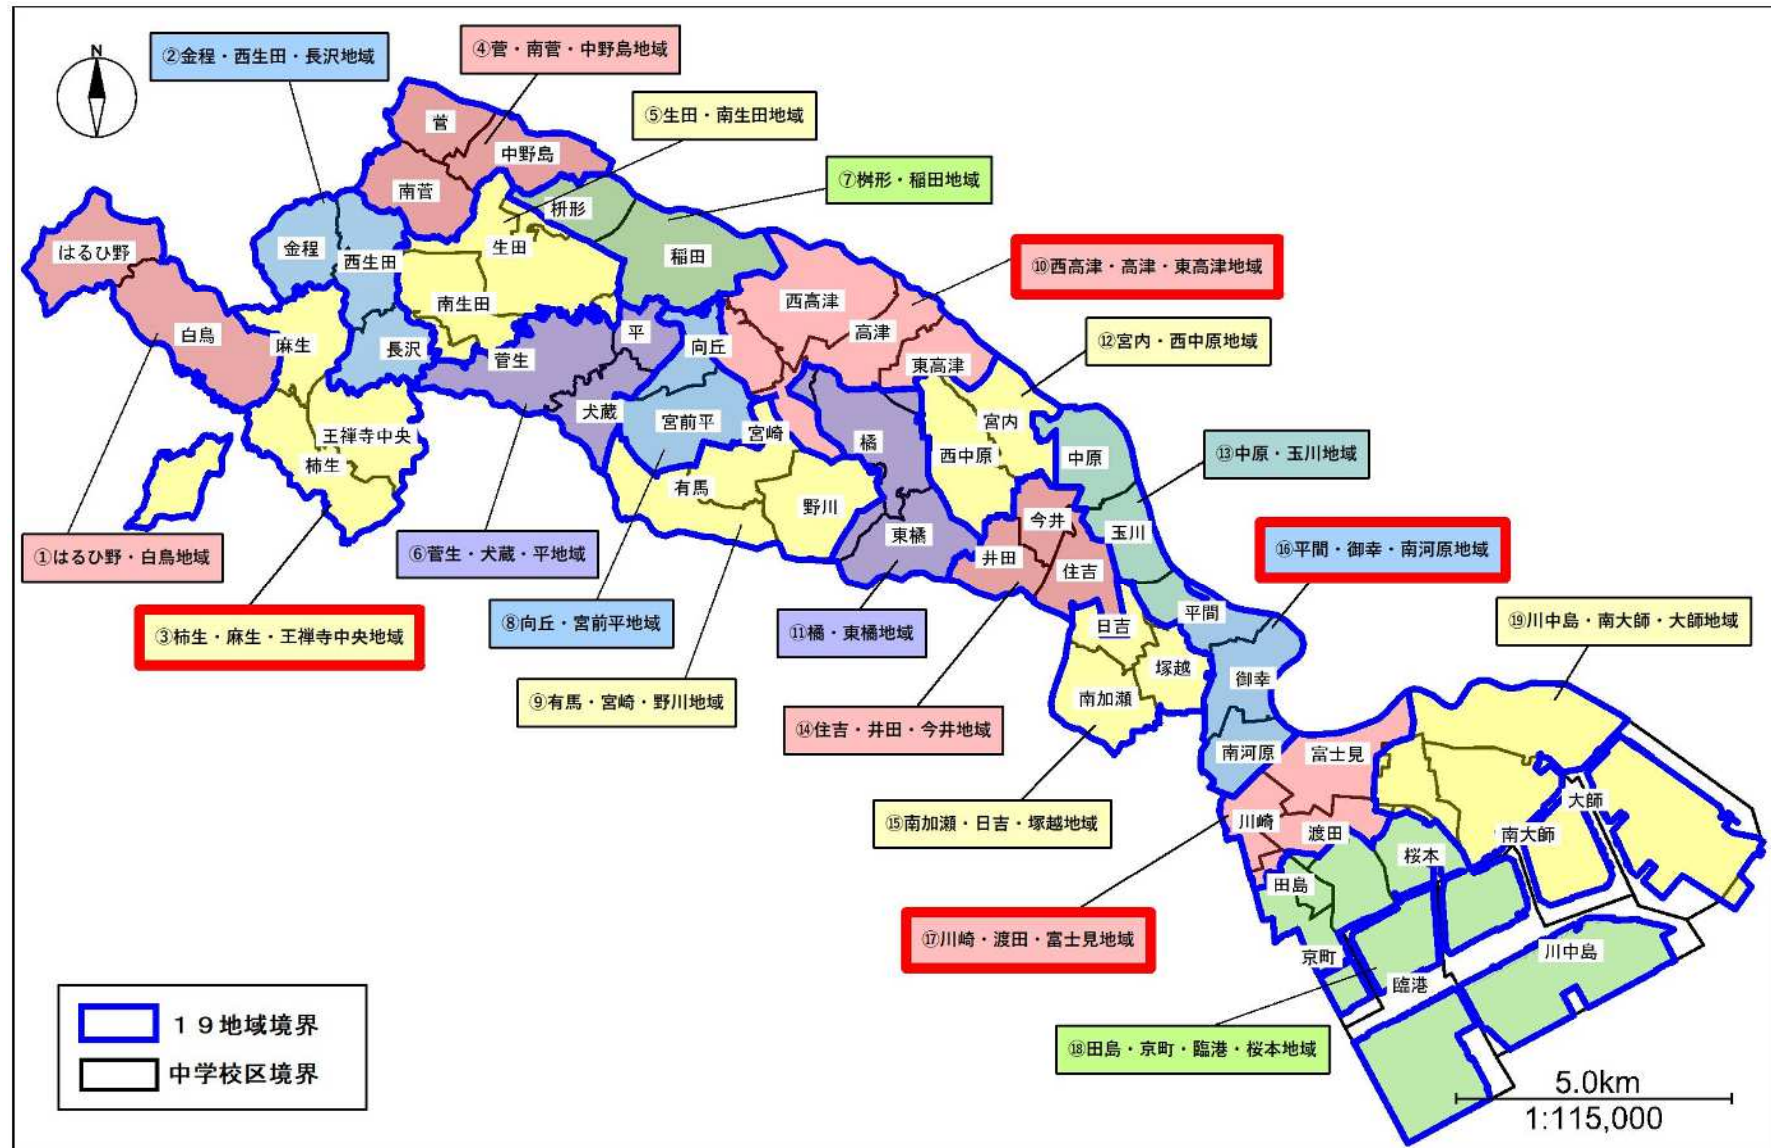 N
②金程・西生田・長沢地域
④菅・南菅・中野島地域
⑤生田・南生田地域
⑦桝形・稲田地域
⑩西高津・高津・東高津地域
⑫宮内・西中原地域
⑬中原・玉川地域
⑯平間・御幸・南河原地域
⑲川中島・南大師・大師地域
①はるひ野・白鳥地域
③柿生・麻生・王禅寺中央地域
⑥菅生・犬蔵・平地域
⑧向丘・宮前平地域
⑨有馬・宮崎・野川地域
⑪橘・東橘地域
⑭住吉・井田・今井地域
⑮南加瀬・日吉・塚越地域
⑰川崎・渡田・富士見地域
⑱田島・京町・臨港・桜本地域
菅
中野島
南菅
枡形
はるひ野
金程
西生田
生田
稲田
南生田
西高津
白鳥
麻生
長沢
菅生
平
向丘
高津
東高津
犬蔵
宮前平
宮崎
橘
宮内
西中原
中原
王禅寺中央
柿生
有馬
野川
東橘
今井
井田
住吉
玉川
平間
日吉
塚越
南加瀬
御幸
南河原
富士見
川崎
渡田
大師
南大師
桜本
田島
京町
臨港
川中島
１９地域境界
中学校区境界
5.0km
1:115,000